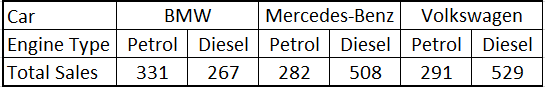 Car BMW Mercedes-Benz Volkswagen
Engine Type Petrol Diesel Petrol Diesel Petrol Diesel
Total Sales 331 267 282 508 291 529